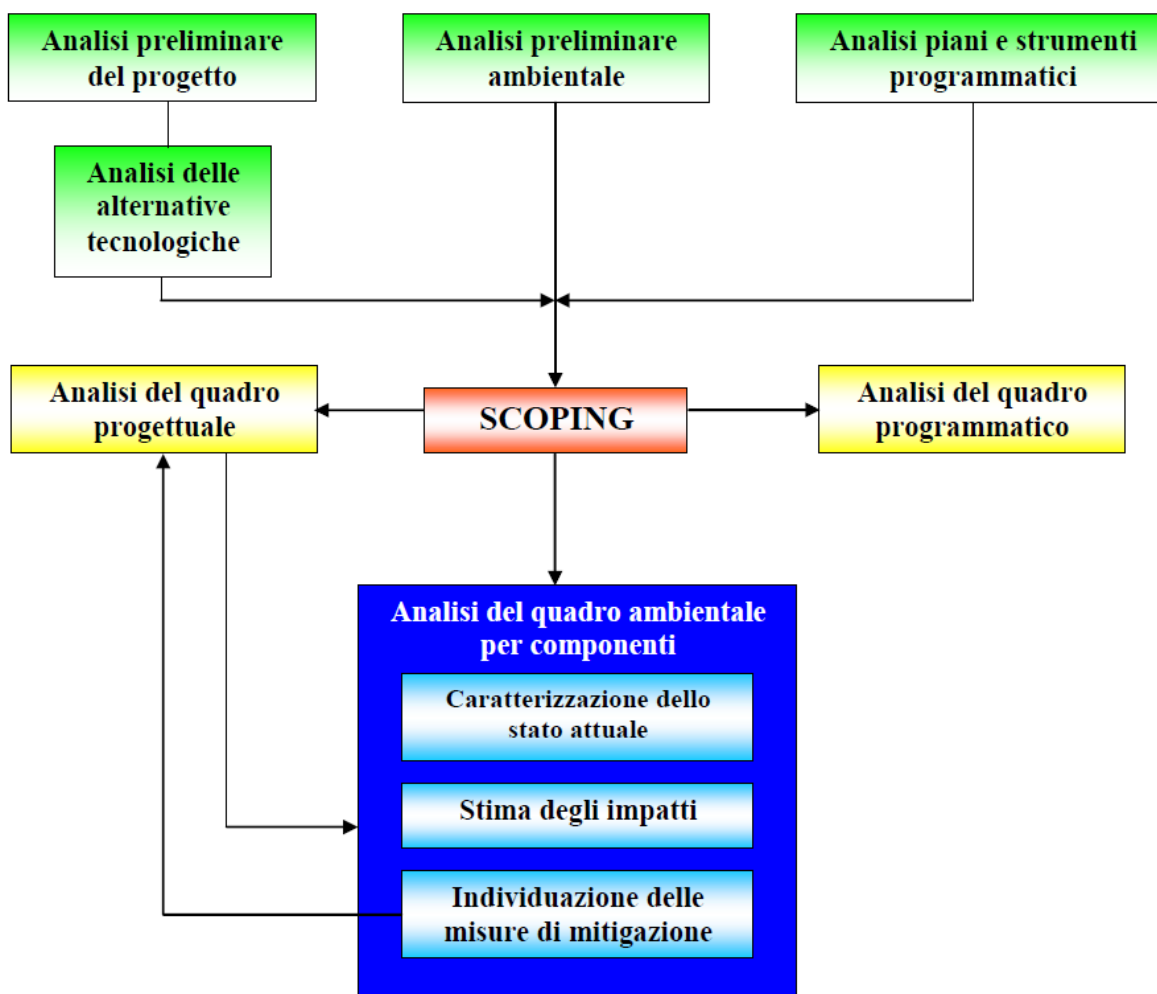 Analisi preliminare
del progetto
Analisi preliminare
ambientale
Analisi piani e strumenti
programmatici
Analisi delle
alternative
tecnologiche
Analisi del quadro
progettuale
SCOPING
Analisi del quadro
programmatico
Analisi del quadro ambientale
per componenti
Caratterizzazione dello
stato attuale
Stima degli impatti
Individuazione delle
misure di mitigazione